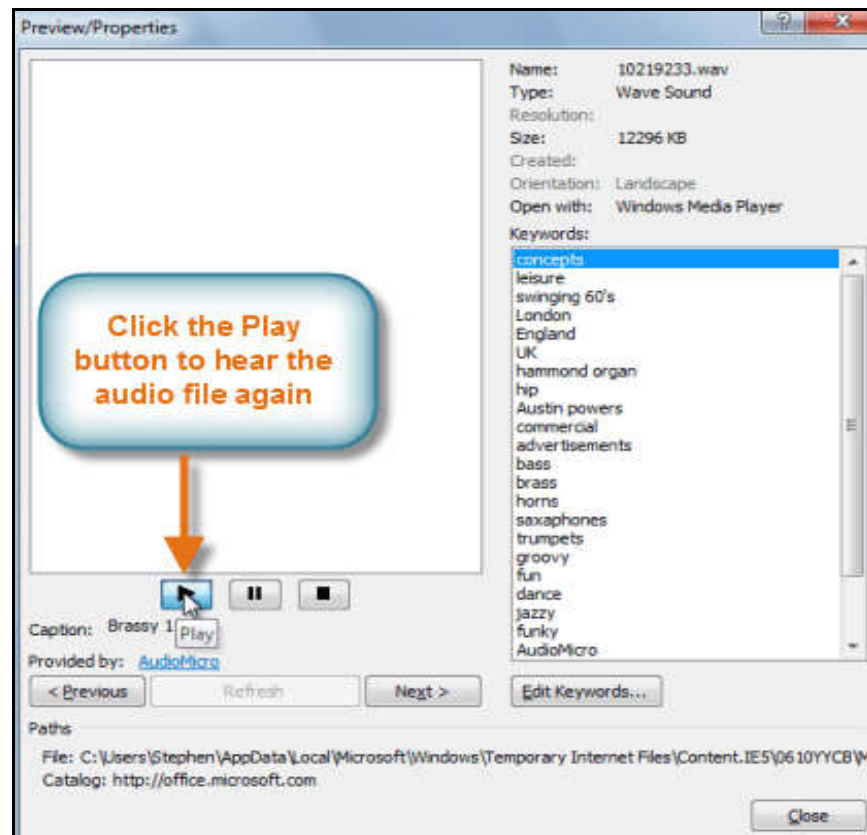 Preview/Properties
Name: 10219233.wav
Type: Wave Sound
Resolution:
Size: 12296 KB
Created:
Orientation: Landscape
Open with: Windows Media Player
Keywords:
concepts
leisure
swinging 60's
London
England
UK
hammond organ
hip
Austin powers
commercial
advertisements
bass
brass
horns
saxaphones
trumpets
groovy
fun
dance
jazzy
funky
AudioMicro
Click the Play
button to hear the
audio file again
Caption: Brassy 1
Play
Provided by: AudioMicro
< Previous
Refresh
Next >
Edit Keywords...
Paths
File: C:\Users\Stephen\AppData\Local\Microsoft\Windows\Temporary Internet Files\Content.IE5\0610YYCB\M
Catalog: http://office.microsoft.com
Close